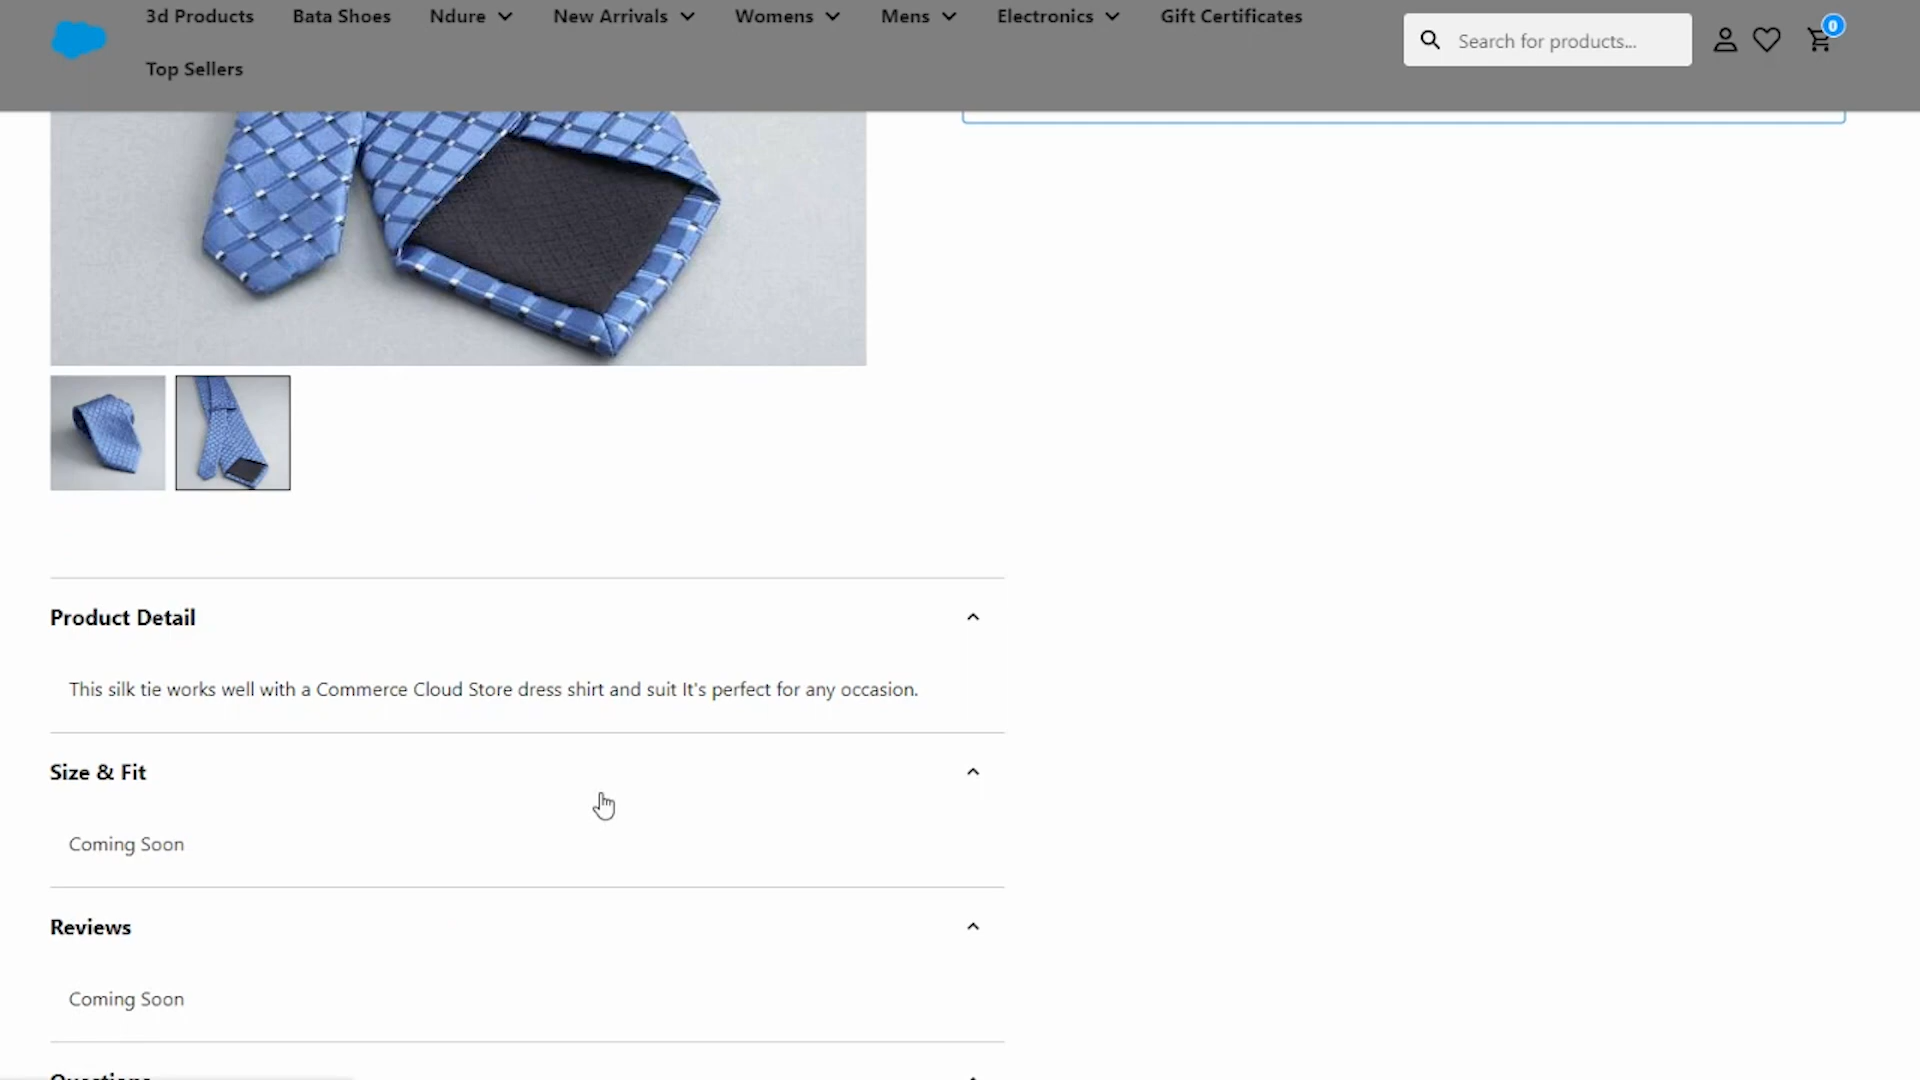 3d Products Bata Shoes Ndure New Arrivals Womens Mens Electronics Gift Certificates
Top Sellers
Search for products...
0
Product Detail
This silk tie works well with a Commerce Cloud Store dress shirt and suit It's perfect for any occasion.
Size & Fit
Coming Soon
Reviews
Coming Soon
Questions